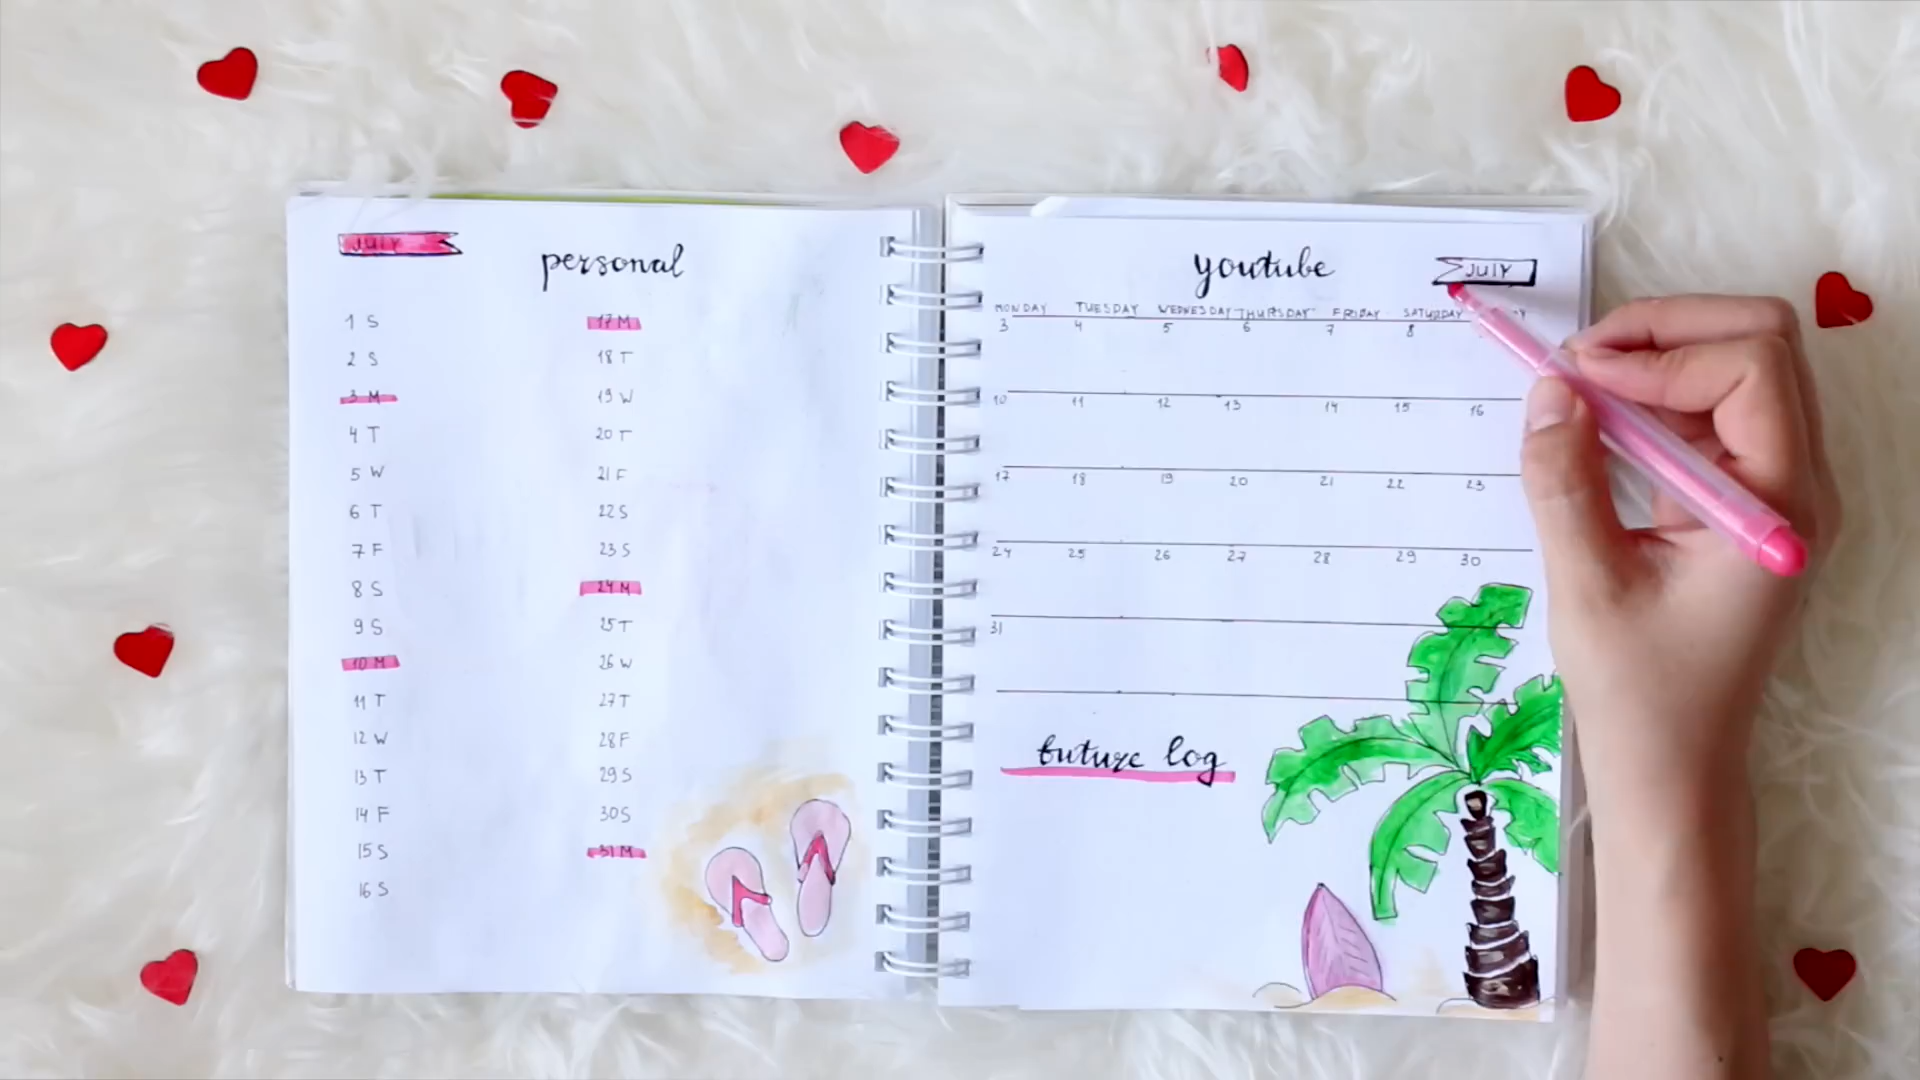 JULY
personal
1 S
2 S
3 M
4 T
5 W
6 T
7 F
8 S
9 S
10 M
11 T
12 W
13 T
14 F
15 S
16 S
17 M
18 T
19 W
20 T
21 F
22 S
23 S
24 M
25 T
26 W
27 T
28 F
29 S
30 S
31 M
youtube
JULY
MONDAY TUESDAY WEDNESDAY THURSDAY FRIDAY SATURDAY
3 4 5 6 7 8
10 11 12 13 14 15 16
17 18 19 20 21 22 23
24 25 26 27 28 29 30
31
future log